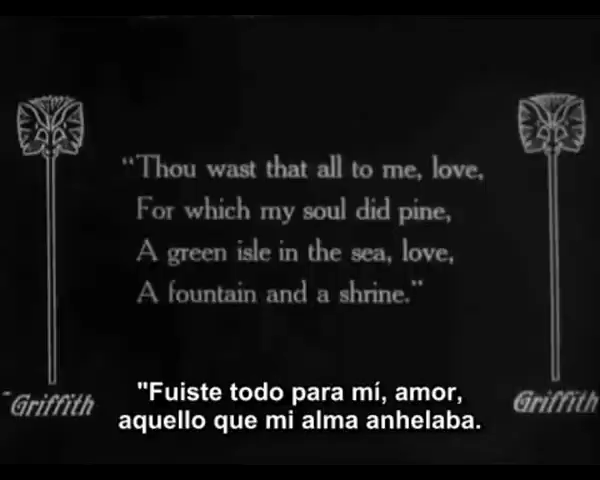 “Thou wast that all to me, love,
For which my soul did pine,
A green isle in the sea, love,
A fountain and a shrine.”
Griffith
Griffith
"Fuiste todo para mí, amor,
aquello que mi alma anhelaba.